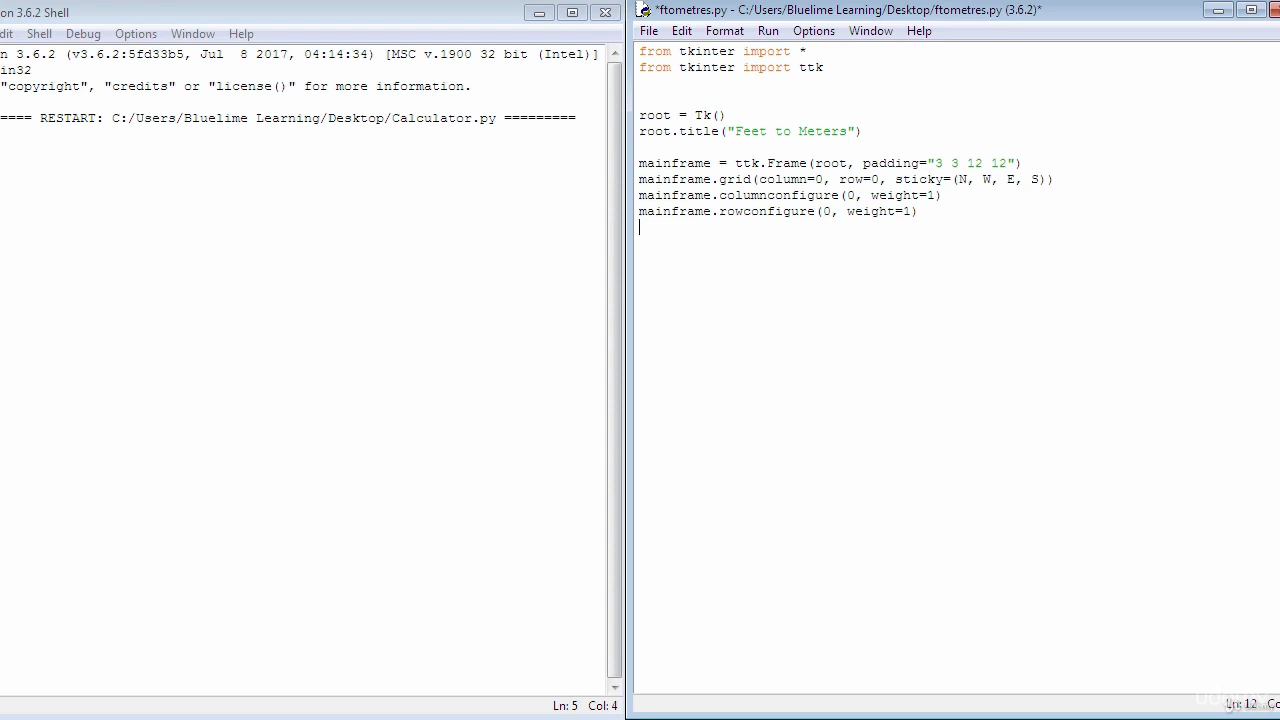 on 3.6.2 Shell
dit Shell Debug Options Window Help
n 3.6.2 (v3.6.2:5fd33b5, Jul 8 2017, 04:14:34) [MSC v.1900 32 bit (Intel)]
in32
"copyright", "credits" or "license()" for more information.
==== RESTART: C:/Users/Bluelime Learning/Desktop/Calculator.py =========
Ln: 5 Col: 4
*ftometres.py - C:/Users/Bluelime Learning/Desktop/ftometres.py (3.6.2)*
File Edit Format Run Options Window Help
from tkinter import *
from tkinter import ttk
root = Tk()
root.title("Feet to Meters")
mainframe = ttk.Frame(root, padding="3 3 12 12")
mainframe.grid(column=0, row=0, sticky=(N, W, E, S))
mainframe.columnconfigure(0, weight=1)
mainframe.rowconfigure(0, weight=1)
Ln: 12 Co
udemy